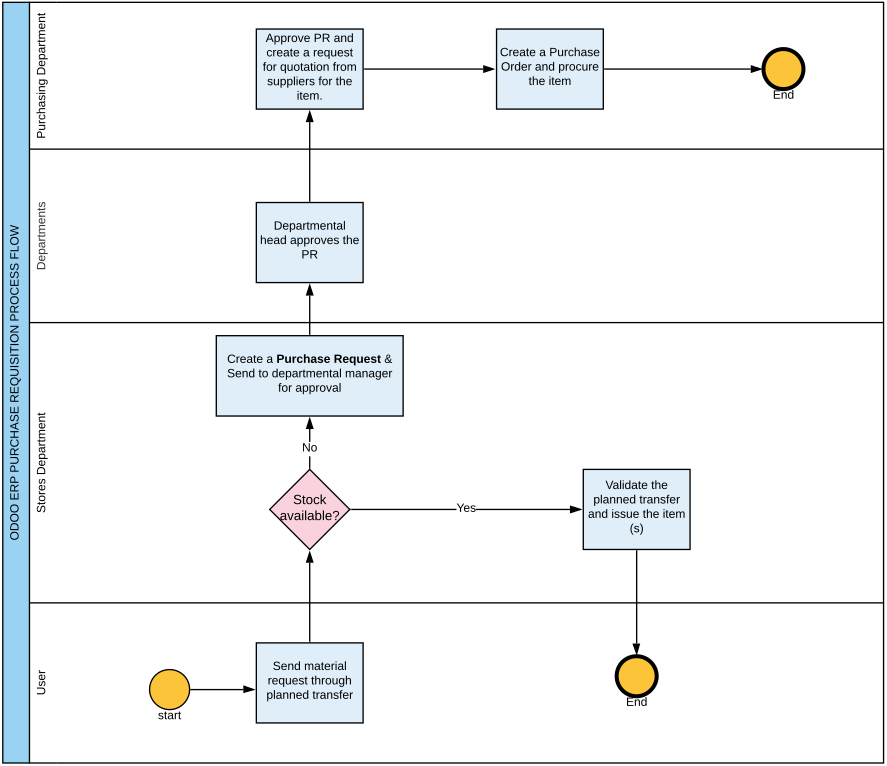 ODOO ERP PURCHASE REQUISITION PROCESS FLOW
Purchasing Department
Approve PR and
create a request
for quotation from
suppliers for the
item.
Create a Purchase
Order and procure
the item
End
Departments
Departmental
head approves the
PR
Stores Department
Create a Purchase Request &
Send to departmental manager
for approval
No
Stock
available?
Yes
Validate the
planned transfer
and issue the item
(s)
User
start
Send material
request through
planned transfer
End